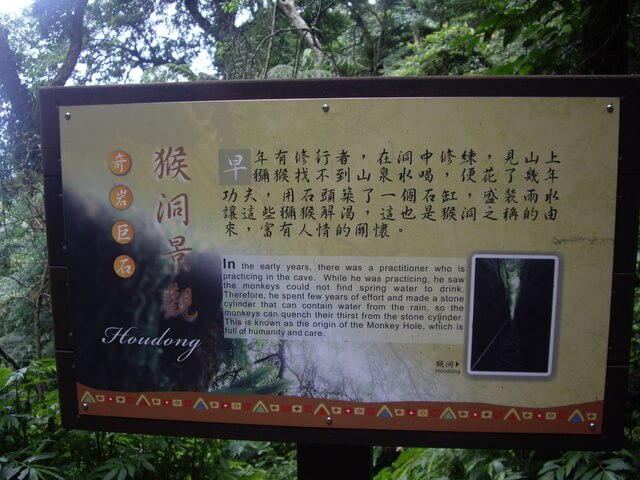 奇岩巨石
猴洞景觀
Houdong
早年有修行者，在洞中修練，見山上
獼猴找不到山泉水喝，便花了幾年
功夫，用石頭築了一個石缸，盛裝雨水
讓這些獼猴解渴，這也是猴洞之稱的由
來，富有人情的關懷。
In the early years, there was a practitioner who is
practicing in the cave. While he was practicing, he saw
the monkeys could not find spring water to drink.
Therefore, he spent few years of effort and made a stone
cylinder that can contain water from the rain, so the
monkeys can quench their thirst from the stone cylinder.
This is known as the origin of the Monkey Hole, which is
full of humanity and care.
猴洞
Houdong